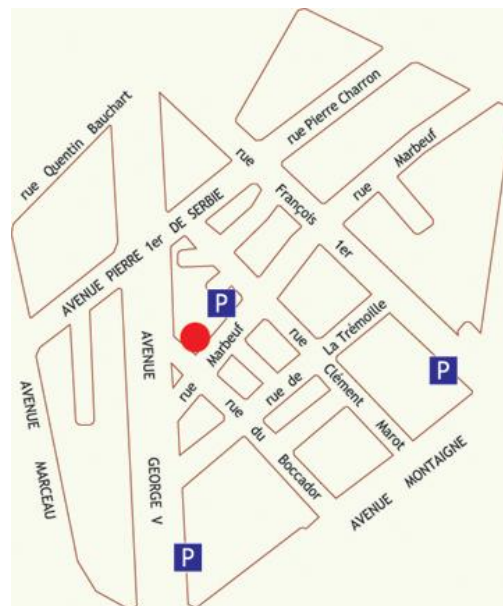 rue Quentin Bauchart
rue Pierre Charron
rue Marbeuf
rue François 1er
AVENUE PIERRE 1er DE SERBIE
P
rue Marbeuf
rue La Trémoille
rue de
Clément Marot
P
rue du Boccador
AVENUE MARCEAU
AVENUE GEORGE V
AVENUE MONTAIGNE
P